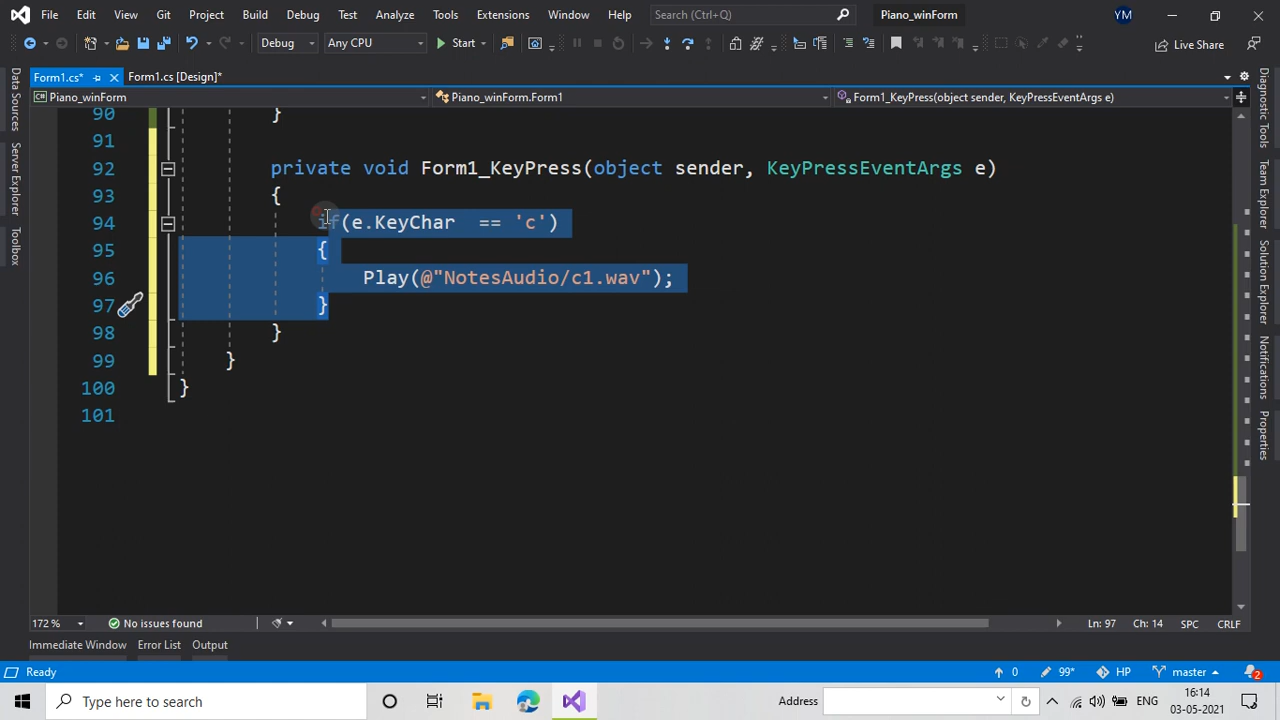 File Edit View Git Project Build Debug Test Analyze Tools Extensions Window Help Search (Ctrl+Q) Piano_winForm YM
Debug Any CPU Start Live Share
Form1.cs* Form1.cs [Design]*
Piano_winForm Piano_winForm.Form1 Form1_KeyPress(object sender, KeyPressEventArgs e)
90 }
91
92 private void Form1_KeyPress(object sender, KeyPressEventArgs e)
93 {
94 if(e.KeyChar == 'c')
95 {
96 Play(@"NotesAudio/c1.wav");
97 }
98 }
99 }
100 }
101
Data Sources
Server Explorer
Toolbox
Diagnostic Tools
Team Explorer
Solution Explorer
Notifications
Properties
172 % No issues found Ln: 97 Ch: 14 SPC CRLF
Immediate Window Error List Output
Ready 0 99* HP master 2
Type here to search Address ENG 16:14
03-05-2021